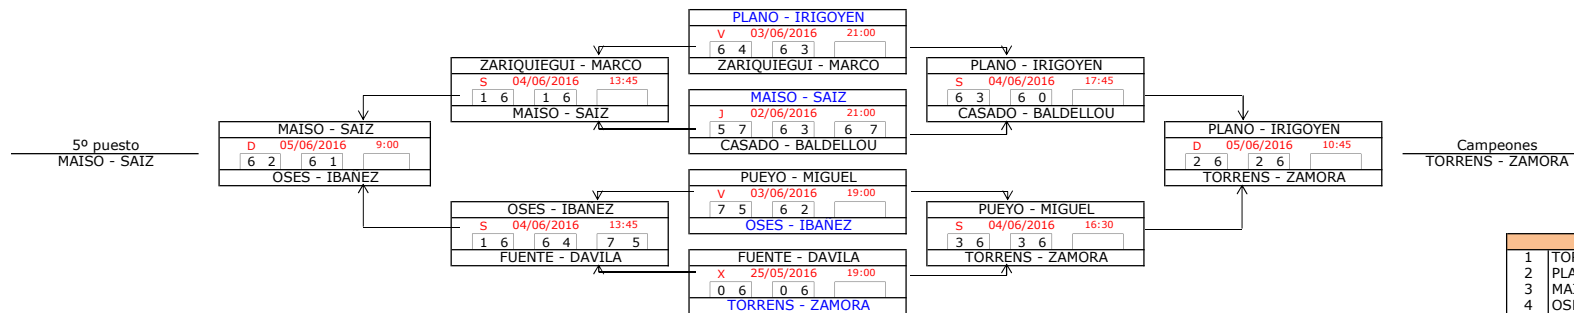 PLANO - IRIGOYEN
V 03/06/2016 21:00
6 4 6 3
ZARIQUIEGUI - MARCO
ZARIQUIEGUI - MARCO
S 04/06/2016 13:45
1 6 1 6
MAISO - SAIZ
PLANO - IRIGOYEN
S 04/06/2016 17:45
6 3 6 0
CASADO - BALDELLOU
MAISO - SAIZ
J 02/06/2016 21:00
5 7 6 3 6 7
CASADO - BALDELLOU
5º puesto
MAISO - SAIZ
MAISO - SAIZ
D 05/06/2016 9:00
6 2 6 1
OSES - IBAÑEZ
PLANO - IRIGOYEN
D 05/06/2016 10:45
2 6 2 6
TORRENS - ZAMORA
Campeones
TORRENS - ZAMORA
PUEYO - MIGUEL
V 03/06/2016 19:00
7 5 6 2
OSES - IBAÑEZ
OSES - IBAÑEZ
S 04/06/2016 13:45
1 6 6 4 7 5
FUENTE - DAVILA
PUEYO - MIGUEL
S 04/06/2016 16:30
3 6 3 6
TORRENS - ZAMORA
FUENTE - DAVILA
X 25/05/2016 19:00
0 6 0 6
TORRENS - ZAMORA
1
2 PLA
3
4